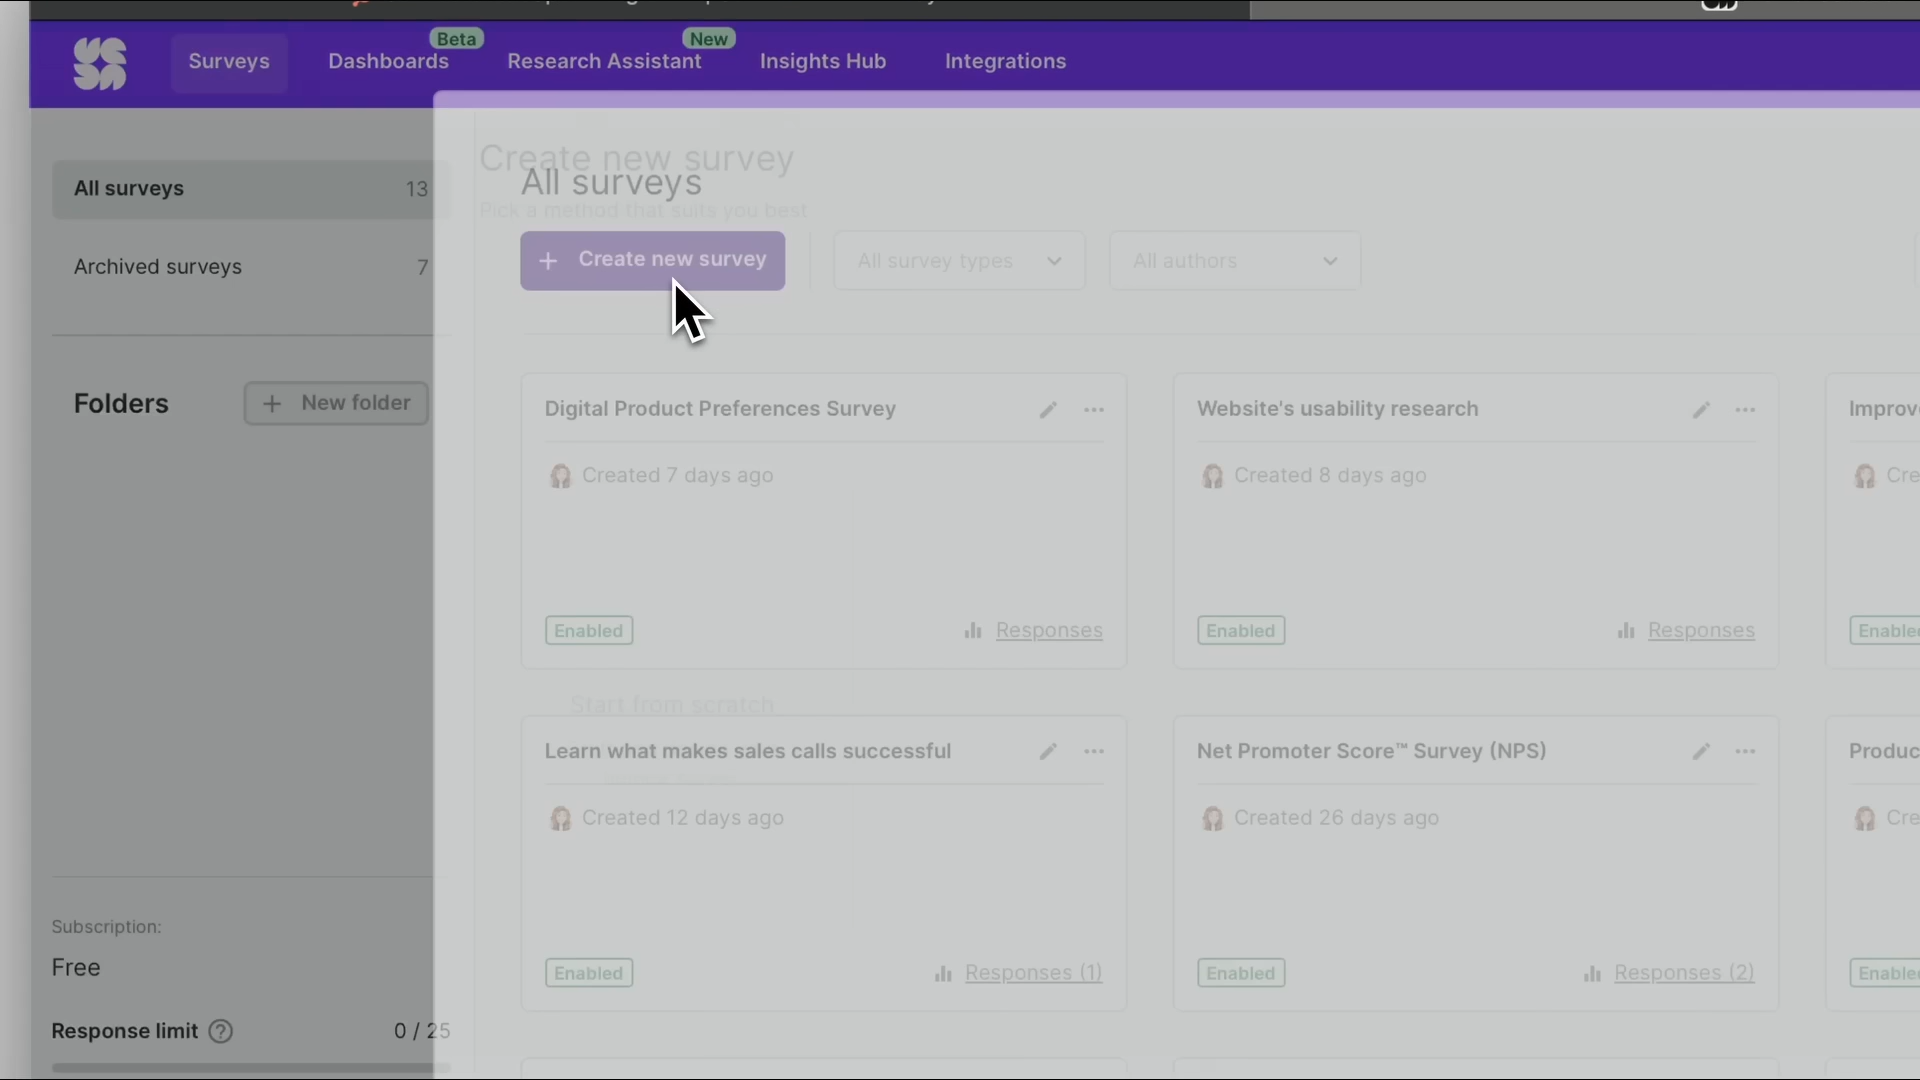 Surveys
Dashboards
Beta
Research Assistant
New
Insights Hub
Integrations
All surveys 13
Archived surveys 7
Folders
+ New folder
Subscription:
Free
Response limit ? 0 / 25
Create new survey
All surveys
Pick a method that suits you best
+ Create new survey
All survey types
All authors
Digital Product Preferences Survey
Created 7 days ago
Enabled
Responses
Website's usability research
Created 8 days ago
Enabled
Responses
Start from scratch
Learn what makes sales calls successful
Created 12 days ago
Enabled
Responses (1)
Net Promoter Score™ Survey (NPS)
Created 26 days ago
Enabled
Responses (2)